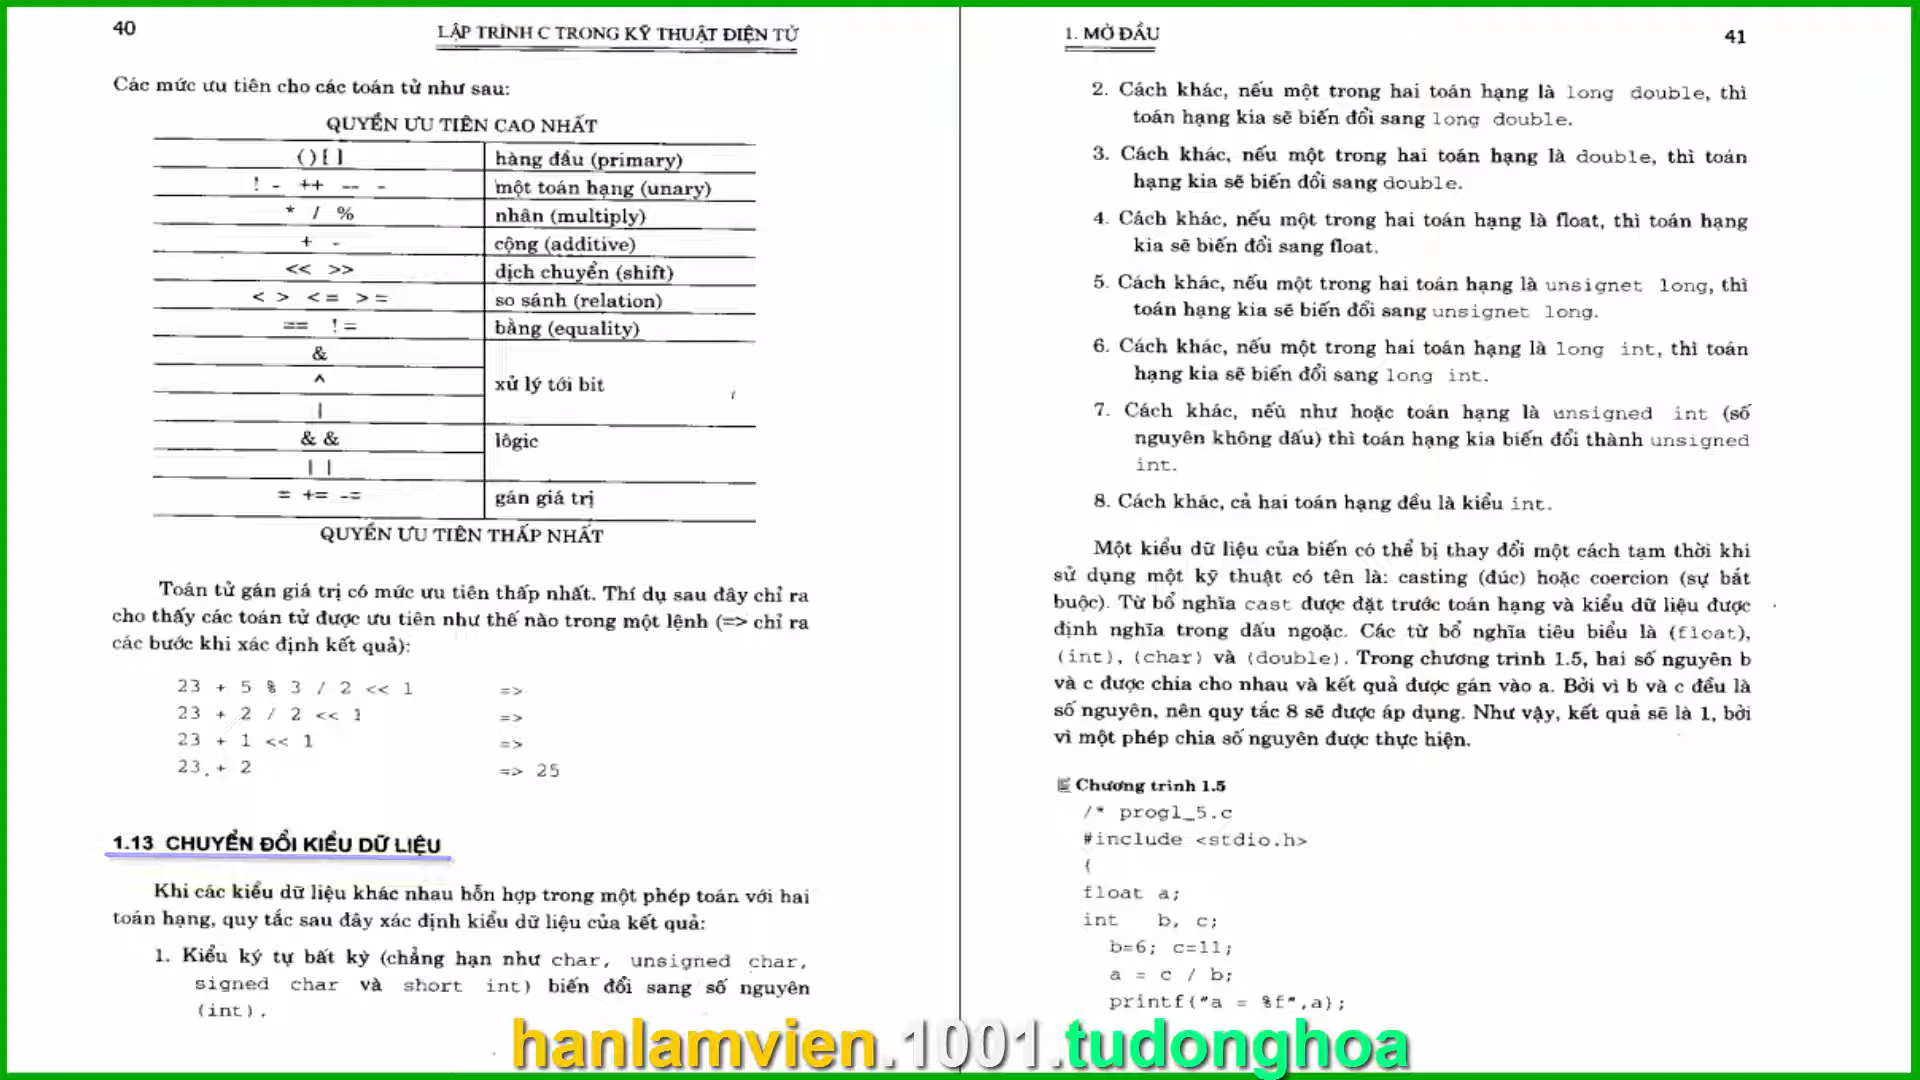 40
LẬP TRÌNH C TRONG KỸ THUẬT ĐIỆN TỬ
Các mức ưu tiên cho các toán tử như sau:
QUYỀN ƯU TIÊN CAO NHẤT
( ) [ ] hàng đầu (primary)
! - ++ -- - một toán hạng (unary)
* / % nhân (multiply)
+ - cộng (additive)
<< >> dịch chuyển (shift)
< > <= >= so sánh (relation)
== != bằng (equality)
&
^ xử lý tới bit
|
&& lôgic
||
= += -= gán giá trị
QUYỀN ƯU TIÊN THẤP NHẤT
Toán tử gán giá trị có mức ưu tiên thấp nhất. Thí dụ sau đây chỉ ra
cho thấy các toán tử được ưu tiên như thế nào trong một lệnh (=> chỉ ra
các bước khi xác định kết quả):
23 + 5 % 3 / 2 << 1 =>
23 + 2 / 2 << 1 =>
23 + 1 << 1 =>
23 + 2 => 25
1.13 CHUYỂN ĐỔI KIỂU DỮ LIỆU
Khi các kiểu dữ liệu khác nhau hỗn hợp trong một phép toán với hai
toán hạng, quy tắc sau đây xác định kiểu dữ liệu của kết quả:
1. Kiểu ký tự bất kỳ (chẳng hạn như char, unsigned char,
signed char và short int) biến đổi sang số nguyên
(int).
1. MỞ ĐẦU
41
2. Cách khác, nếu một trong hai toán hạng là long double, thì
toán hạng kia sẽ biến đổi sang long double.
3. Cách khác, nếu một trong hai toán hạng là double, thì toán
hạng kia sẽ biến đổi sang double.
4. Cách khác, nếu một trong hai toán hạng là float, thì toán hạng
kia sẽ biến đổi sang float.
5. Cách khác, nếu một trong hai toán hạng là unsignet long, thì
toán hạng kia sẽ biến đổi sang unsignet long.
6. Cách khác, nếu một trong hai toán hạng là long int, thì toán
hạng kia sẽ biến đổi sang long int.
7. Cách khác, nếu như hoặc toán hạng là unsigned int (số
nguyên không dấu) thì toán hạng kia biến đổi thành unsigned
int.
8. Cách khác, cả hai toán hạng đều là kiểu int.
Một kiểu dữ liệu của biến có thể bị thay đổi một cách tạm thời khi
sử dụng một kỹ thuật có tên là: casting (đúc) hoặc coercion (sự bắt
buộc). Từ bổ nghĩa cast được đặt trước toán hạng và kiểu dữ liệu được
định nghĩa trong dấu ngoặc. Các từ bổ nghĩa tiêu biểu là (float),
(int), (char) và (double). Trong chương trình 1.5, hai số nguyên b
và c được chia cho nhau và kết quả được gán vào a. Bởi vì b và c đều là
số nguyên, nên quy tắc 8 sẽ được áp dụng. Như vậy, kết quả sẽ là 1, bởi
vì một phép chia số nguyên được thực hiện.
Chương trình 1.5
/* prog1_5.c
#include <stdio.h>
{
float a;
int b, c;
b=6; c=11;
a = c / b;
printf("a = %f",a);
hanlamvien.1001.tudonghoa